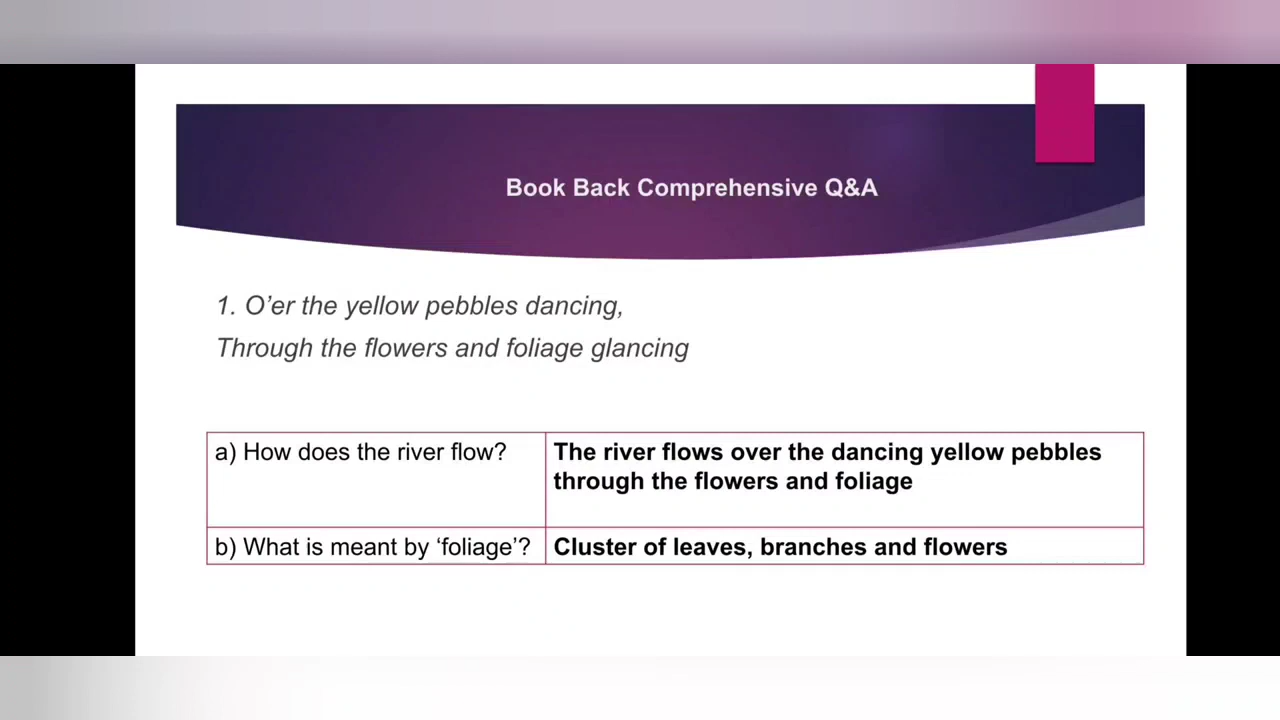 Book Back Comprehensive Q&A
1. O’er the yellow pebbles dancing,
Through the flowers and foliage glancing
a) How does the river flow?
The river flows over the dancing yellow pebbles
through the flowers and foliage
b) What is meant by ‘foliage’?
Cluster of leaves, branches and flowers